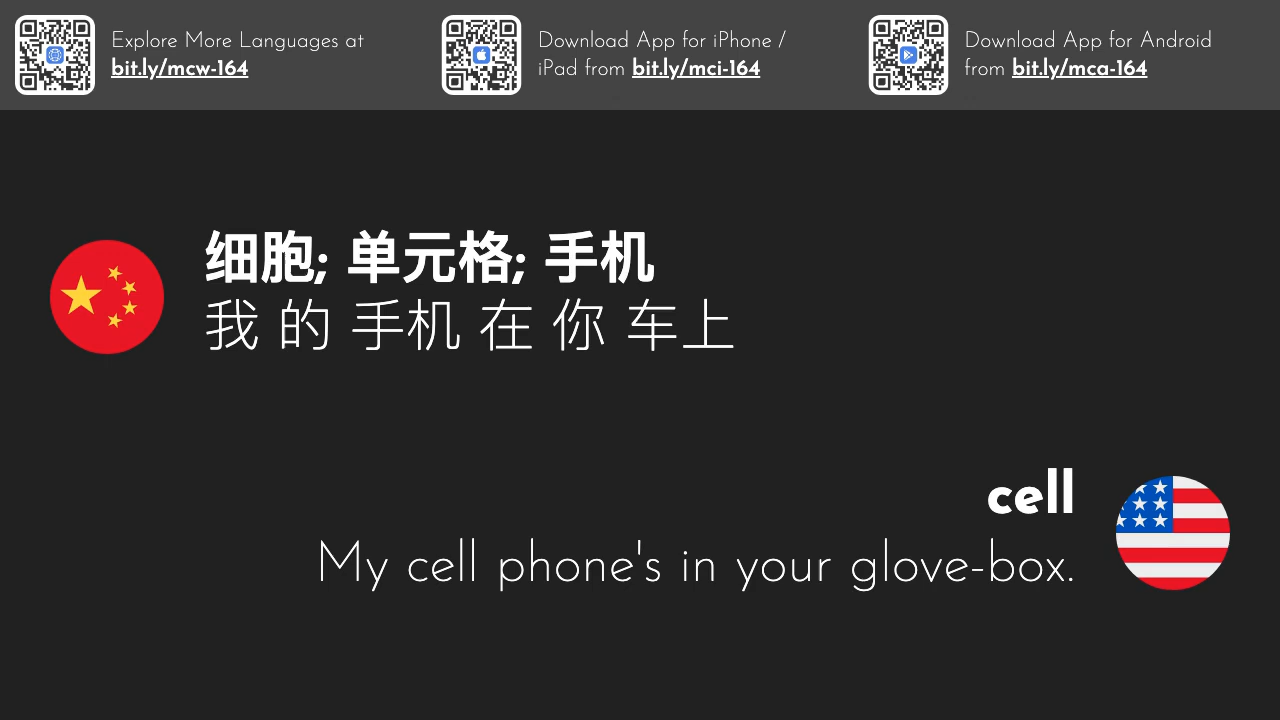 Explore More Languages at
bit.ly/mcw-164
Download App for iPhone /
iPad from bit.ly/mci-164
Download App for Android
from bit.ly/mca-164
细胞; 单元格; 手机
我 的 手机 在 你 车上
cell
My cell phone's in your glove-box.